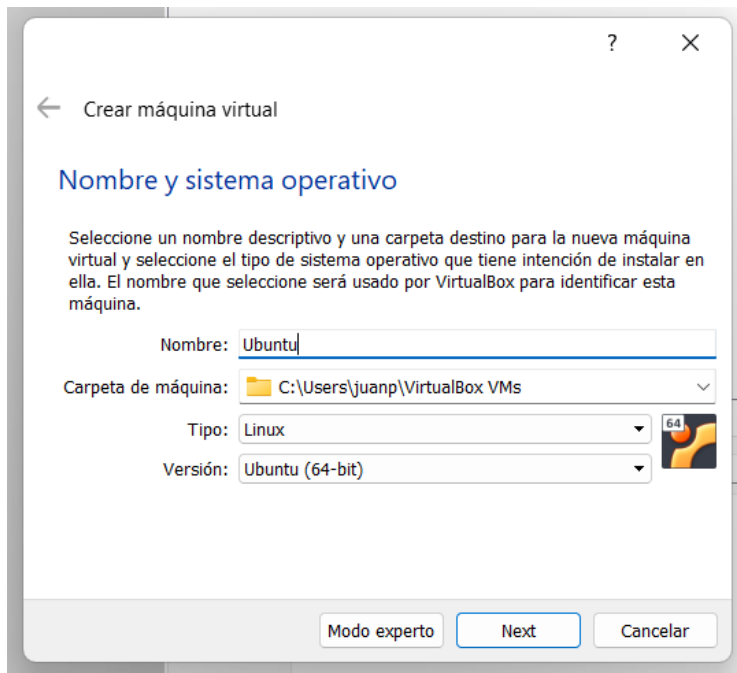 ?
Crear máquina virtual
Nombre y sistema operativo
Seleccione un nombre descriptivo y una carpeta destino para la nueva máquina
virtual y seleccione el tipo de sistema operativo que tiene intención de instalar en
ella. El nombre que seleccione será usado por VirtualBox para identificar esta
máquina.
Nombre: Ubuntu
Carpeta de máquina: C:\Users\juanp\VirtualBox VMs
Tipo: Linux
64
Versión: Ubuntu (64-bit)
Modo experto Next Cancelar